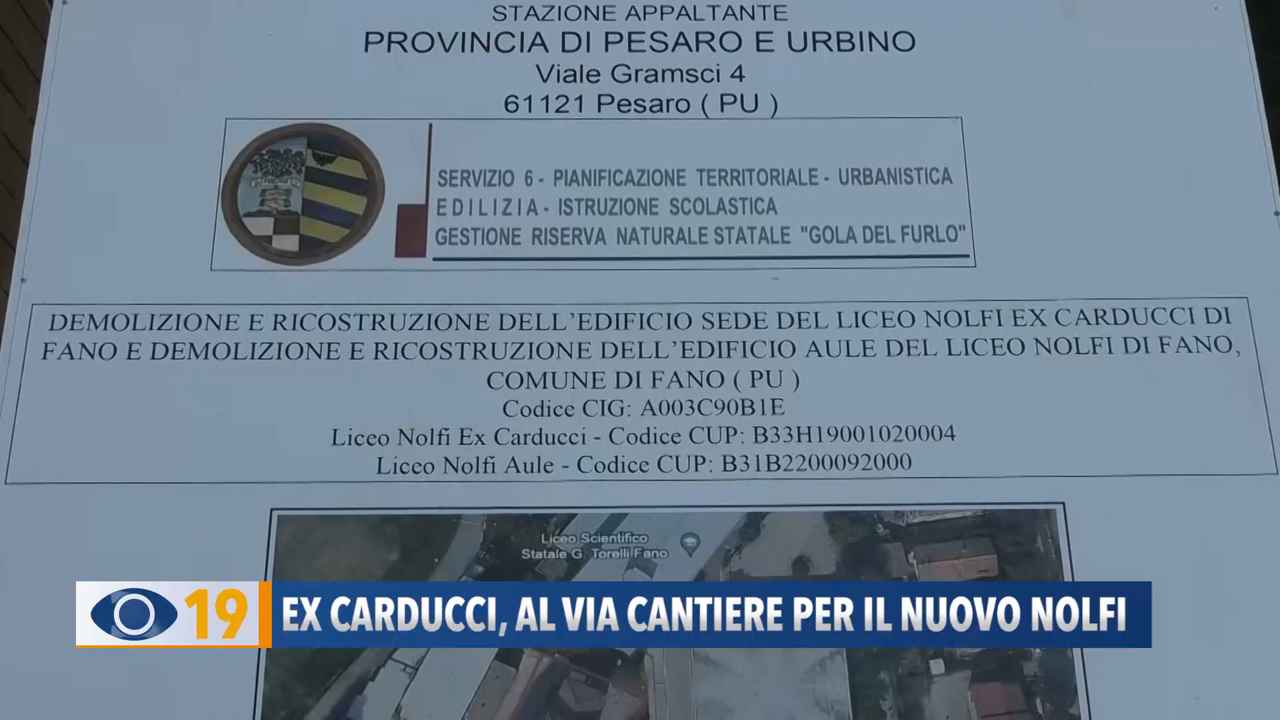 STAZIONE APPALTANTE
PROVINCIA DI PESARO E URBINO
Viale Gramsci 4
61121 Pesaro ( PU )
SERVIZIO 6 - PIANIFICAZIONE TERRITORIALE - URBANISTICA
EDILIZIA - ISTRUZIONE SCOLASTICA
GESTIONE RISERVA NATURALE STATALE "GOLA DEL FURLO"
DEMOLIZIONE E RICOSTRUZIONE DELL'EDIFICIO SEDE DEL LICEO NOLFI EX CARDUCCI DI
FANO E DEMOLIZIONE E RICOSTRUZIONE DELL'EDIFICIO AULE DEL LICEO NOLFI DI FANO,
COMUNE DI FANO ( PU )
Codice CIG: A003C90B1E
Liceo Nolfi Ex Carducci - Codice CUP: B33H19001020004
Liceo Nolfi Aule - Codice CUP: B31B2200092000
Liceo Scientifico
Statale G. Torelli Fano
19 EX CARDUCCI, AL VIA CANTIERE PER IL NUOVO NOLFI